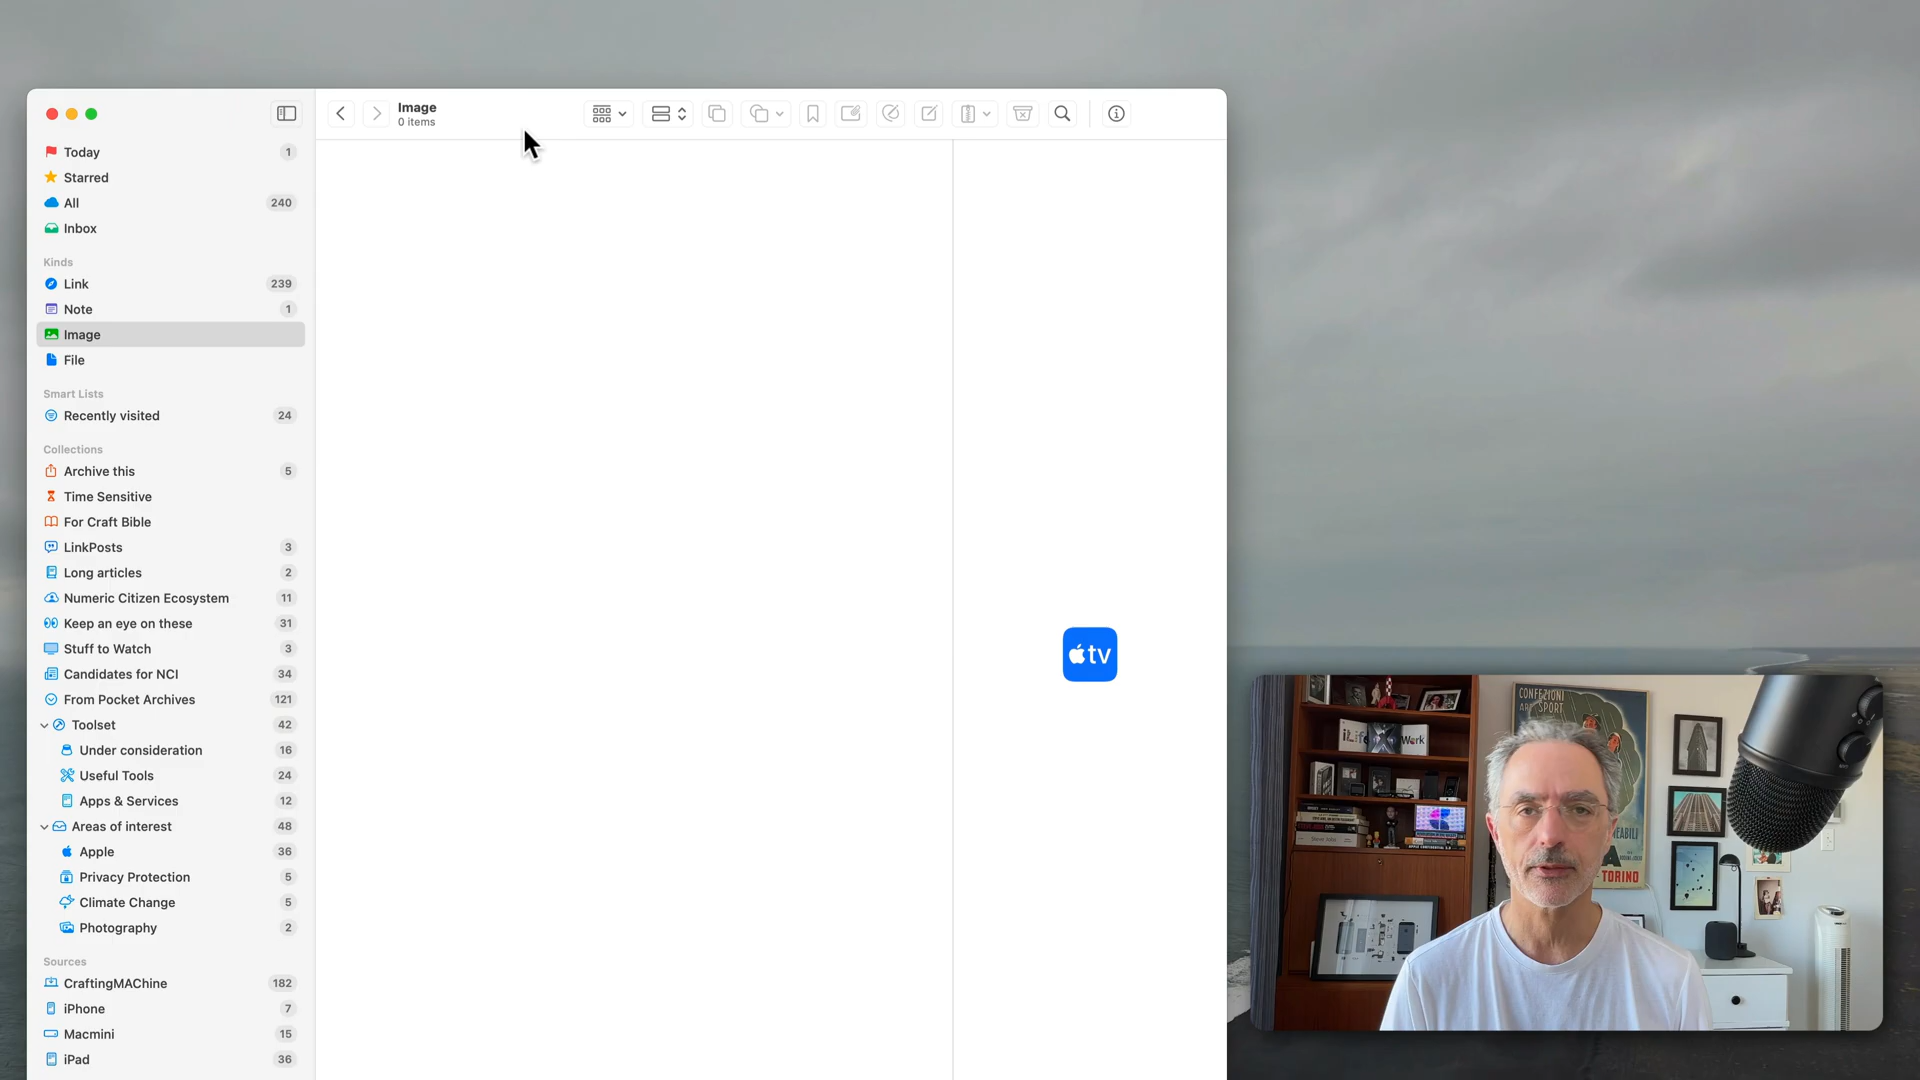 Image
0 items
Today 1
Starred
All 240
Inbox
Kinds
Link 239
Note 1
Image
File
Smart Lists
Recently visited 24
Collections
Archive this 5
Time Sensitive
For Craft Bible
LinkPosts 3
Long articles 2
Numeric Citizen Ecosystem 11
Keep an eye on these 31
Stuff to Watch 3
Candidates for NCI 34
From Pocket Archives 121
Toolset 42
Under consideration 16
Useful Tools 24
Apps & Services 12
Areas of interest 48
Apple 36
Privacy Protection 5
Climate Change 5
Photography 2
Sources
CraftingMAChine 182
iPhone 7
Macmini 15
iPad 36
tv
CONFEZIONI
SPORT
iLife
Work
TORINO